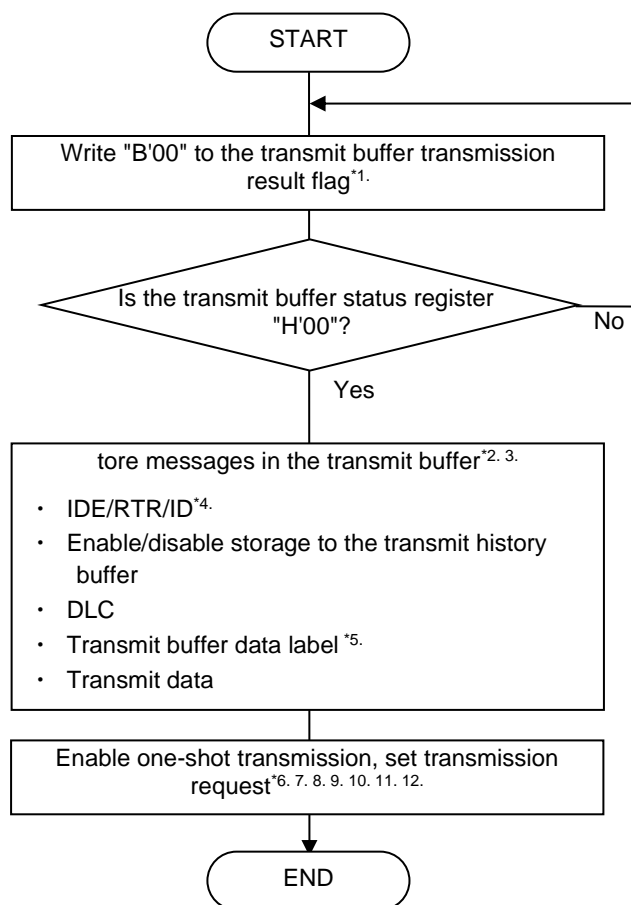 START
Write "B'00" to the transmit buffer transmission
result flag*1.
Is the transmit buffer status register
"H'00"?
No
Yes
tore messages in the transmit buffer*2. 3.
・ IDE/RTR/ID*4.
・ Enable/disable storage to the transmit history
buffer
・ DLC
・ Transmit buffer data label *5.
・ Transmit data
Enable one-shot transmission, set transmission
request*6. 7. 8. 9. 10. 11. 12.
END